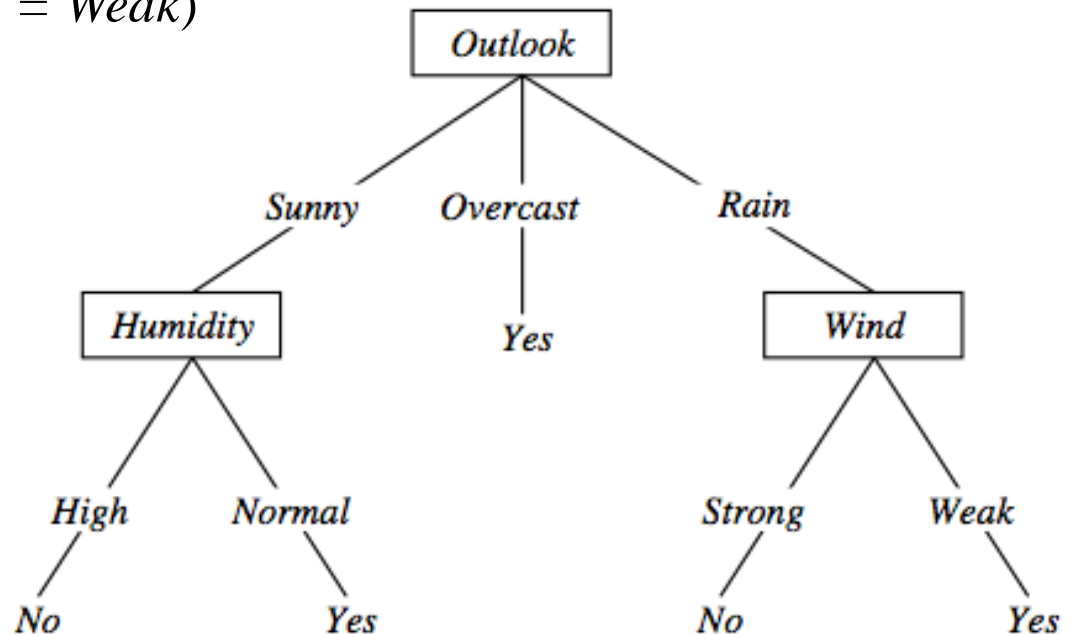 = Weak)
Outlook
Sunny Overcast Rain
Humidity Yes Wind
High Normal Strong Weak
No Yes No Yes